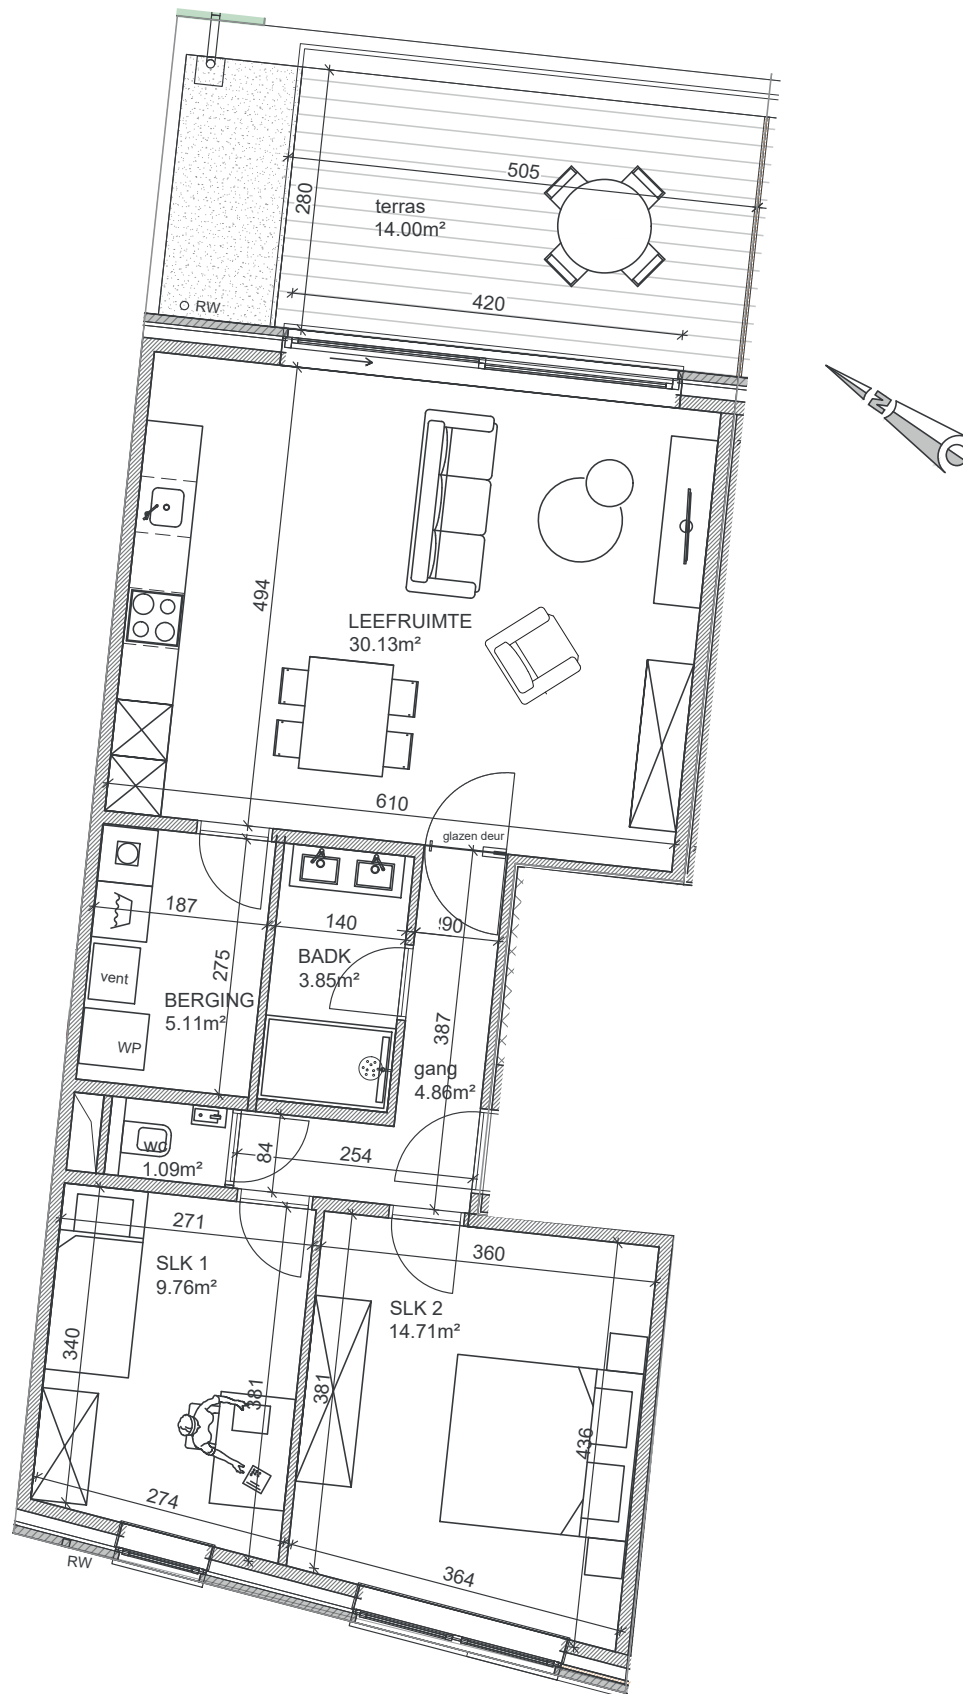 505
280
terras
14.00m²
420
RW
N
494
LEEFRUIMTE
30.13m²
610
glazen deur
187
140
90
275
BADK
3.85m²
vent
BERGING
5.11m²
387
WP
gang
4.86m²
wc
84
254
1.09m²
271
360
SLK 1
9.76m²
SLK 2
14.71m²
340
381
381
436
274
364
RW